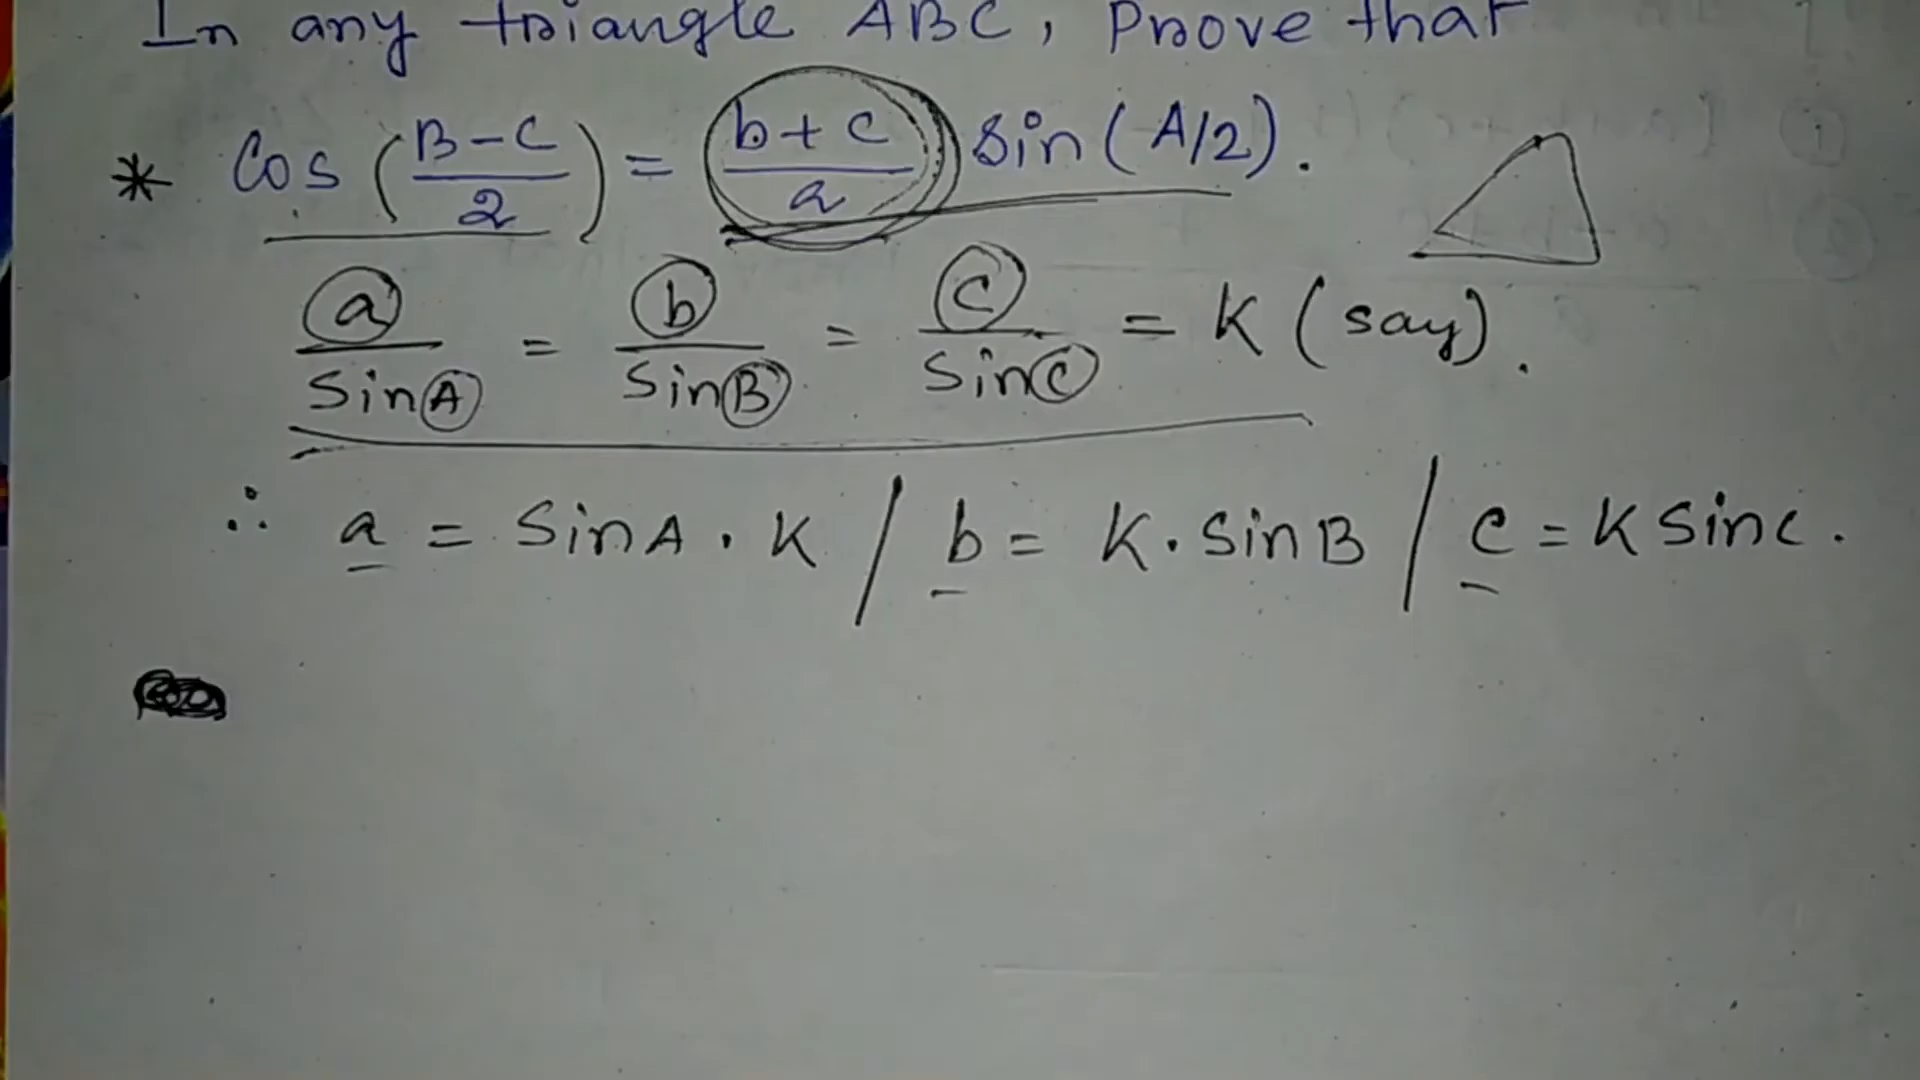 In any triangle ABC, Prove that
* Cos (B-C/2) = b+c/a sin (A/2).
a/SinA = b/SinB = c/SinC = K (say).
∴ a = SinA . K / b = K. SinB / c = K SinC.